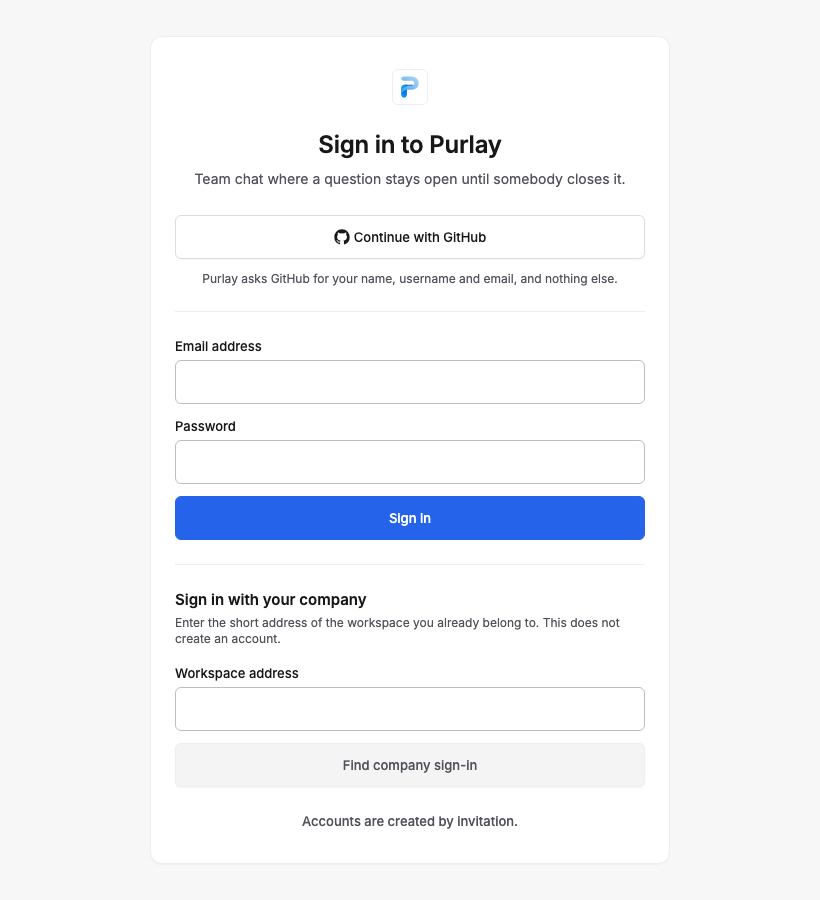 Sign in to Purlay
Team chat where a question stays open until somebody closes it.
Continue with GitHub
Purlay asks GitHub for your name, username and email, and nothing else.
Email address
Password
Sign in
Sign in with your company
Enter the short address of the workspace you already belong to. This does not
create an account.
Workspace address
Find company sign-in
Accounts are created by invitation.